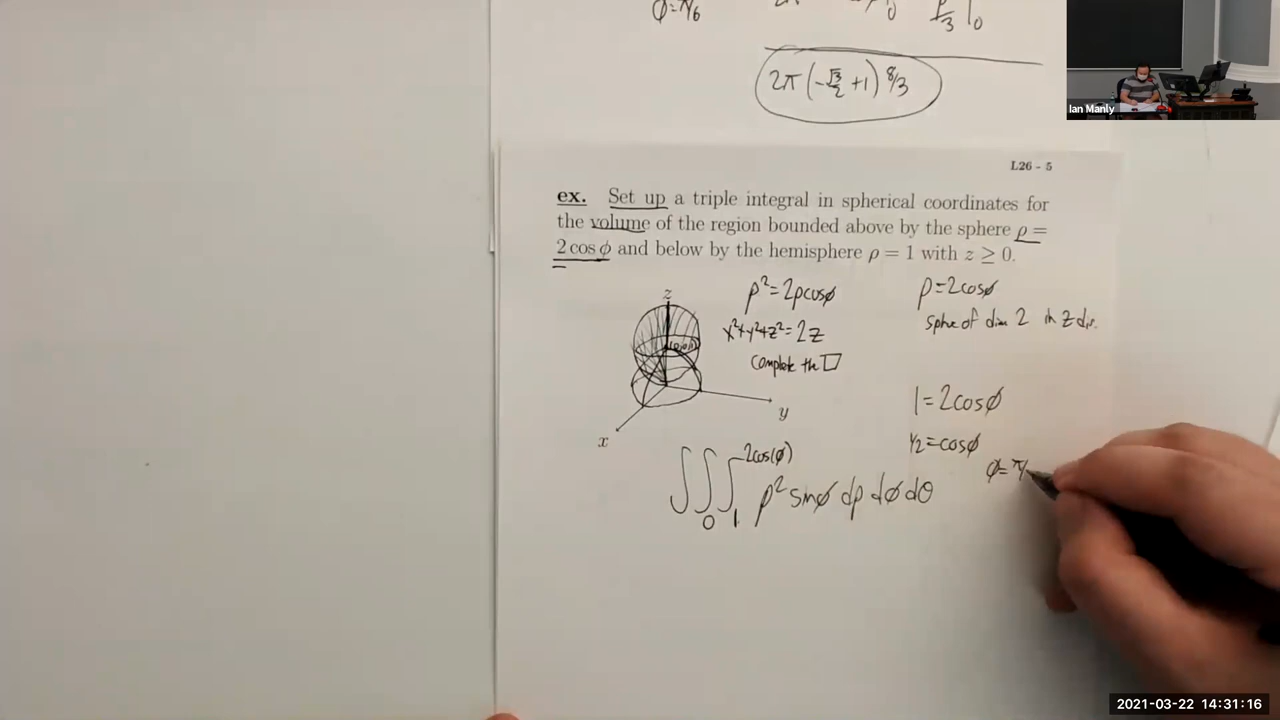 φ=π/6
3 0
2π(-√3/2 +1) 8/3
Ian Manly
L26 - 5
ex. Set up a triple integral in spherical coordinates for
the volume of the region bounded above by the sphere ρ =
2 cos φ and below by the hemisphere ρ = 1 with z ≥ 0.
z
ρ²=2ρcosφ
ρ=2cosφ
x²+y²+z²=2z
sphere of diam 2 in z dir.
complete the □
1=2cosφ
y
x
1/2=cosφ
∫∫∫ 2cos(φ) 0 1 ρ² sinφ dρ dφ dθ
φ=π/
2021-03-22 14:31:16